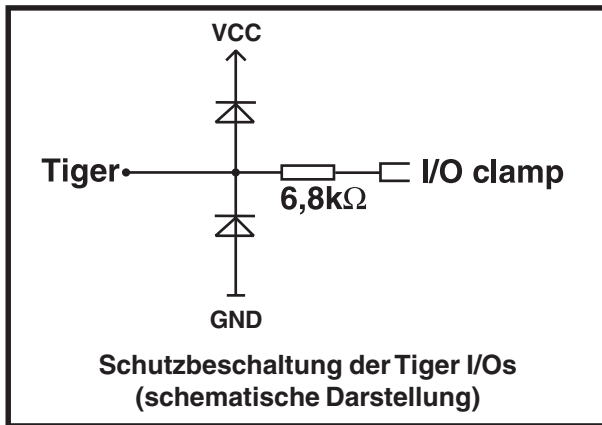 VCC
Tiger
I/O clamp
6,8kΩ
GND
Schutzbeschaltung der Tiger I/Os
(schematische Darstellung)